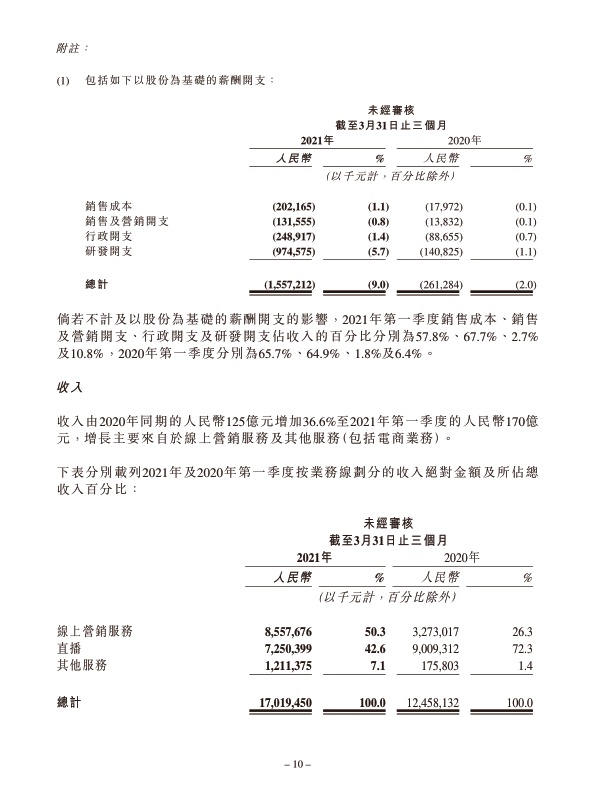 附註：
(1) 包括如下以股份為基礎的薪酬開支：
未經審核
截至3月31日止三個月
2021年 2020年
人民幣 % 人民幣 %
(以千元計，百分比除外)
銷售成本 (202,165) (1.1) (17,972) (0.1)
銷售及營銷開支 (131,555) (0.8) (13,832) (0.1)
行政開支 (248,917) (1.4) (88,655) (0.7)
研發開支 (974,575) (5.7) (140,825) (1.1)
總計 (1,557,212) (9.0) (261,284) (2.0)
倘若不計及以股份為基礎的薪酬開支的影響，2021年第一季度銷售成本、銷售
及營銷開支、行政開支及研發開支佔收入的百分比分別為57.8%、67.7%、2.7%
及10.8%，2020年第一季度分別為65.7%、64.9%、1.8%及6.4%。
收入
收入由2020年同期的人民幣125億元增加36.6%至2021年第一季度的人民幣170億
元，增長主要來自於線上營銷服務及其他服務(包括電商業務)。
下表分別載列2021年及2020年第一季度按業務線劃分的收入絕對金額及所佔總
收入百分比：
未經審核
截至3月31日止三個月
2021年 2020年
人民幣 % 人民幣 %
(以千元計，百分比除外)
線上營銷服務 8,557,676 50.3 3,273,017 26.3
直播 7,250,399 42.6 9,009,312 72.3
其他服務 1,211,375 7.1 175,803 1.4
總計 17,019,450 100.0 12,458,132 100.0
– 10 –